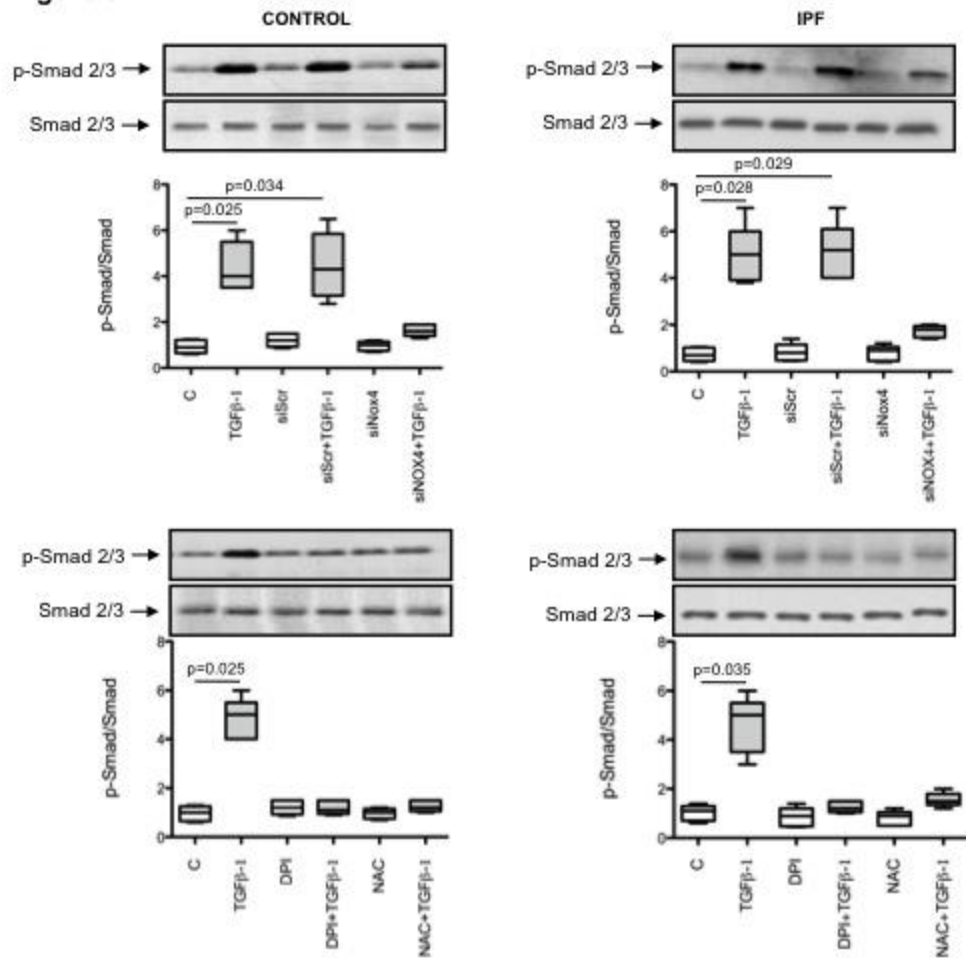 CONTROL
p-Smad 2/3
Smad 2/3
p-Smad/Smad
8
6
4
2
0
p=0.034
p=0.025
C
TGFβ-1
siScr
siScr+TGFβ-1
siNox4
siNOX4+TGFβ-1
IPF
p-Smad 2/3
Smad 2/3
p-Smad/Smad
8
6
4
2
0
p=0.029
p=0.028
C
TGFβ-1
siScr
siScr+TGFβ-1
siNox4
siNOX4+TGFβ-1
p-Smad 2/3
Smad 2/3
p-Smad/Smad
8
6
4
2
0
p=0.025
C
TGFβ-1
DPI
DPI+TGFβ-1
NAC
NAC+TGFβ-1
p-Smad 2/3
Smad 2/3
p-Smad/Smad
8
6
4
2
0
p=0.035
C
TGFβ-1
DPI
DPI+TGFβ-1
NAC
NAC+TGFβ-1